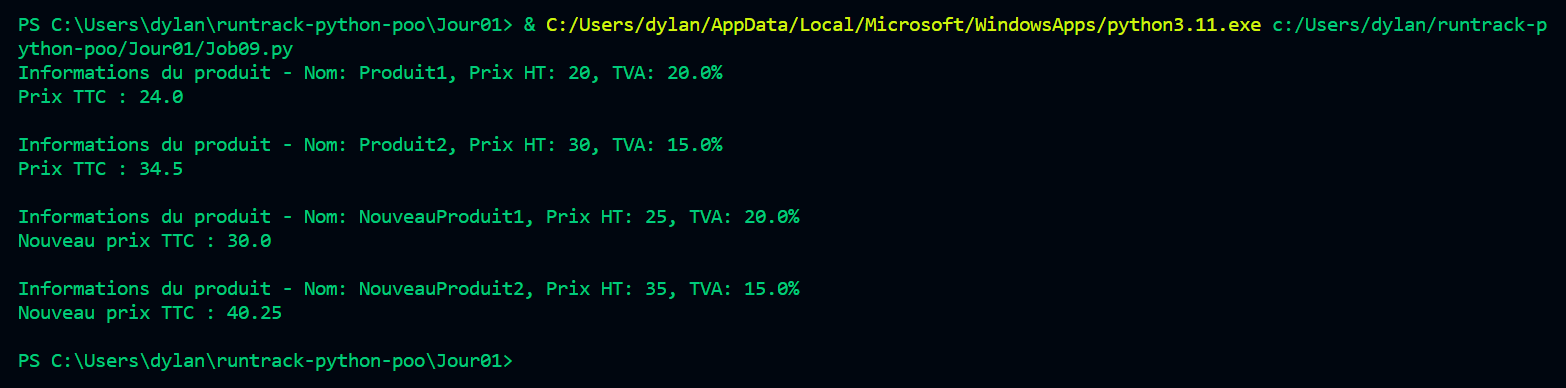 PS C:\Users\dylan\runtrack-python-poo\Jour01> & C:/Users/dylan/AppData/Local/Microsoft/WindowsApps/python3.11.exe c:/Users/dylan/runtrack-p
ython-poo/Jour01/Job09.py
Informations du produit - Nom: Produit1, Prix HT: 20, TVA: 20.0%
Prix TTC : 24.0
Informations du produit - Nom: Produit2, Prix HT: 30, TVA: 15.0%
Prix TTC : 34.5
Informations du produit - Nom: NouveauProduit1, Prix HT: 25, TVA: 20.0%
Nouveau prix TTC : 30.0
Informations du produit - Nom: NouveauProduit2, Prix HT: 35, TVA: 15.0%
Nouveau prix TTC : 40.25
PS C:\Users\dylan\runtrack-python-poo\Jour01>